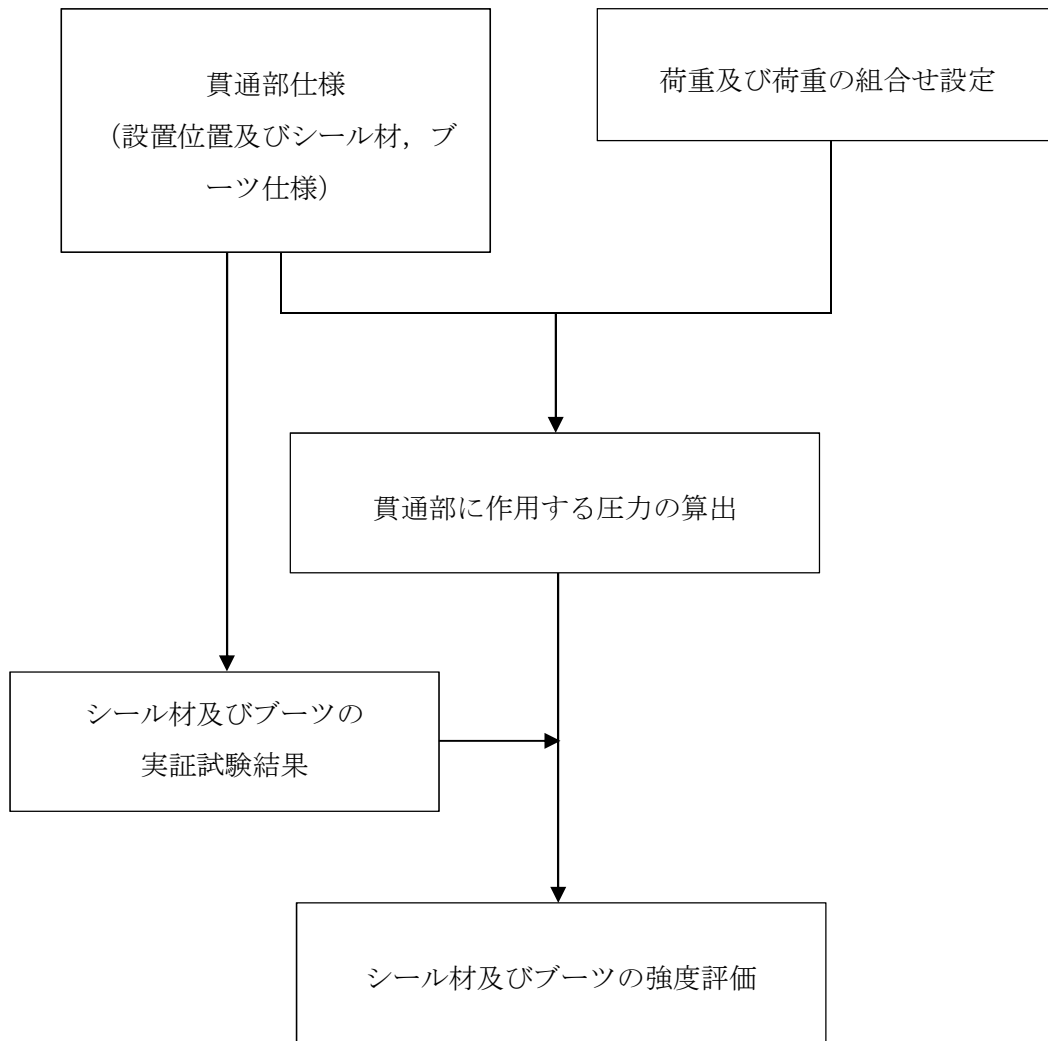 貫通部仕様
（設置位置及びシール材，ブ
ーツ仕様）
荷重及び荷重の組合せ設定
貫通部に作用する圧力の算出
シール材及びブーツの
実証試験結果
シール材及びブーツの強度評価